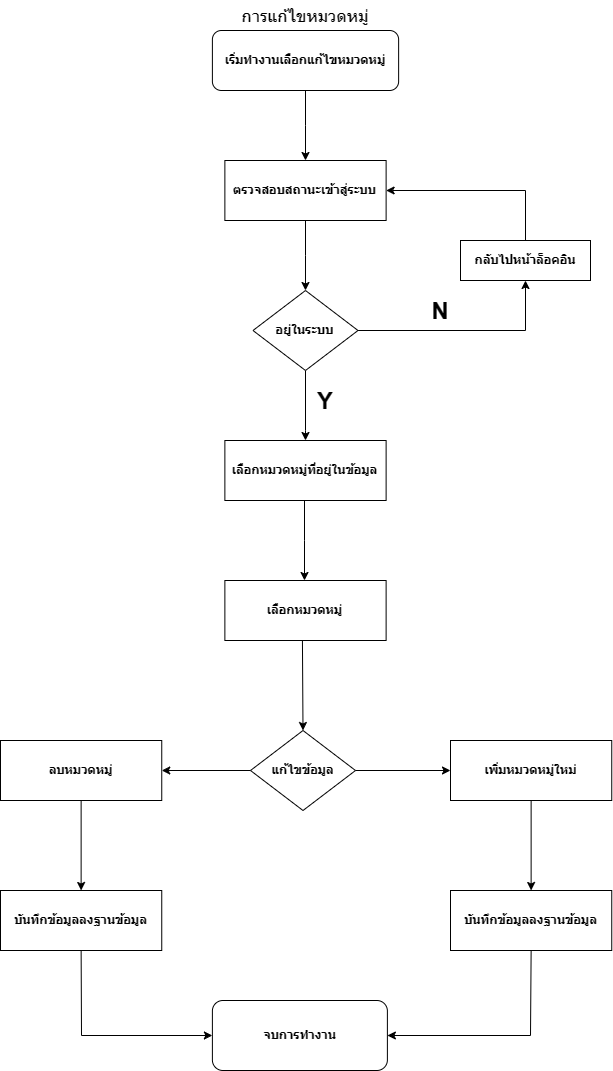 การแก้ไขหมวดหมู่
เริ่มทำงานเลือกแก้ไขหมวดหมู่
ตรวจสอบสถานะเข้าสู่ระบบ
กลับไปหน้าล็อคอิน
อยู่ในระบบ
N
Y
เลือกหมวดหมู่ที่อยู่ในข้อมูล
เลือกหมวดหมู่
ลบหมวดหมู่
แก้ไขข้อมูล
เพิ่มหมวดหมู่ใหม่
บันทึกข้อมูลลงฐานข้อมูล
บันทึกข้อมูลลงฐานข้อมูล
จบการทำงาน